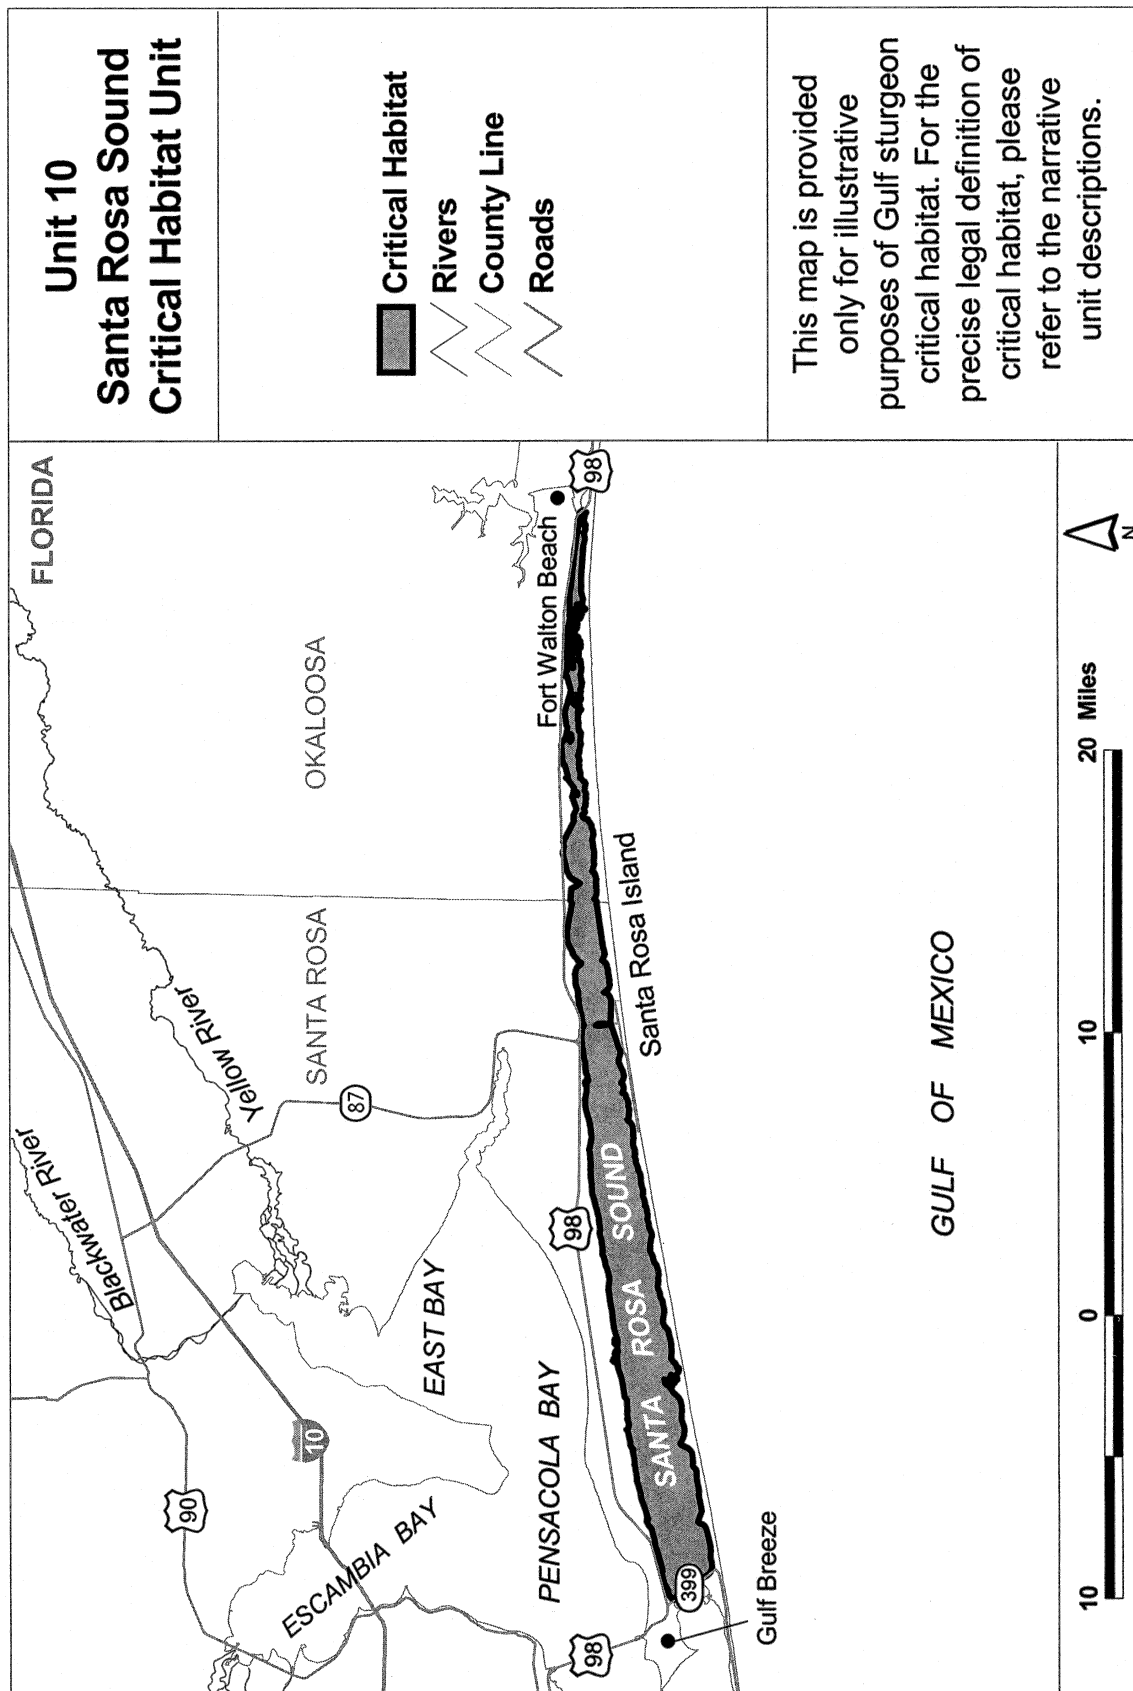 Unit 10
Santa Rosa Sound
Critical Habitat Unit
Critical Habitat
Rivers
County Line
Roads
This map is provided
only for illustrative
purposes of Gulf sturgeon
critical habitat. For the
precise legal definition of
critical habitat, please
refer to the narrative
unit descriptions.
FLORIDA
Blackwater River
Yellow River
90
10
87
SANTA ROSA
OKALOOSA
ESCAMBIA BAY
EAST BAY
PENSACOLA BAY
98
98
Fort Walton Beach
98
SANTA ROSA SOUND
399
Gulf Breeze
Santa Rosa Island
GULF OF MEXICO
10 0 10 20 Miles
N